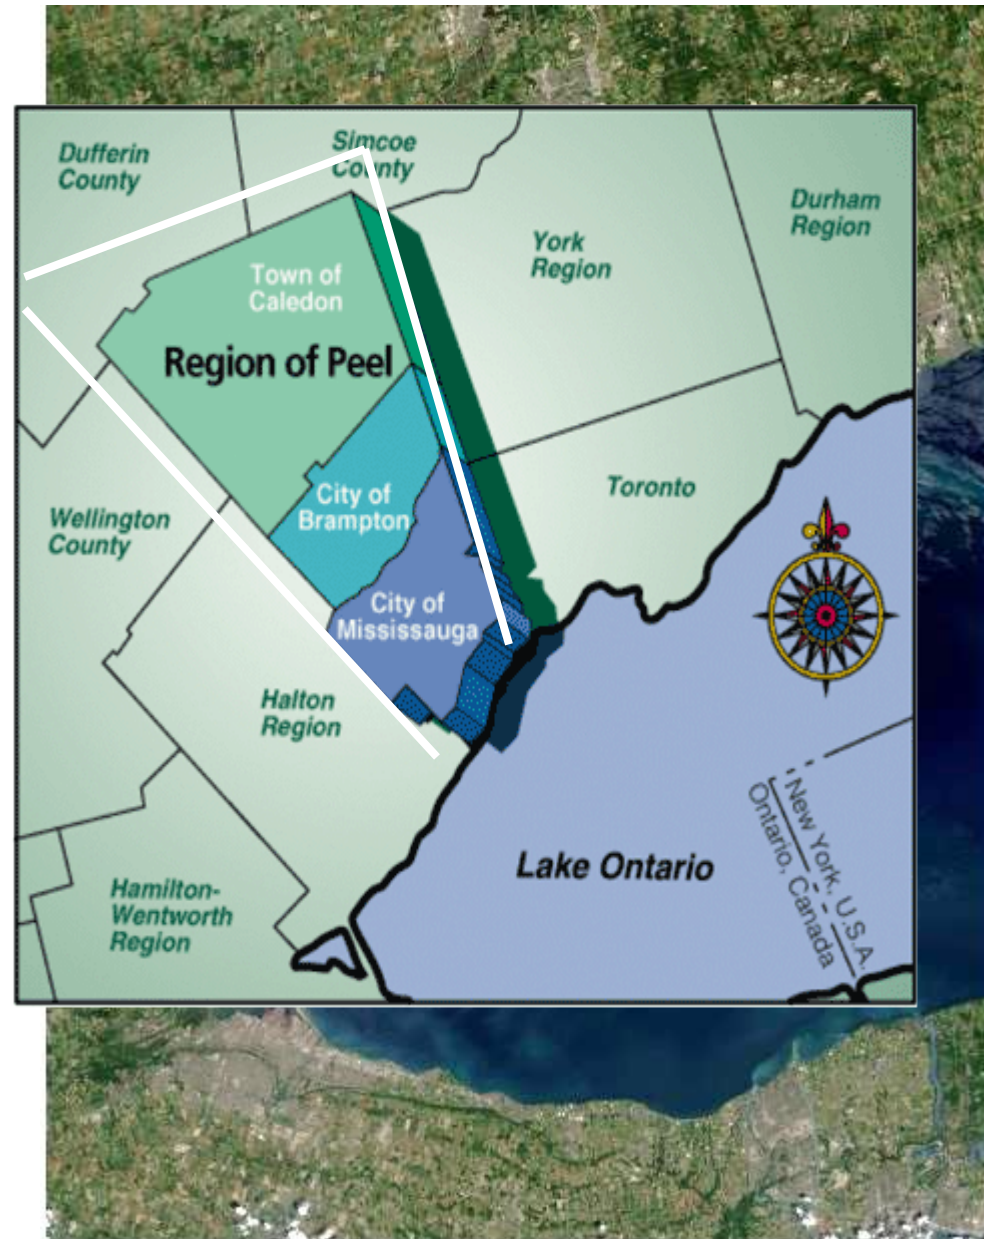 Dufferin
County
Simcoe
County
Durham
Region
York
Region
Town of
Caledon
Region of Peel
Toronto
City of
Brampton
Wellington
County
City of
Mississauga
Halton
Region
Lake Ontario
New York, U.S.A.
Ontario, Canada
Hamilton-
Wentworth
Region